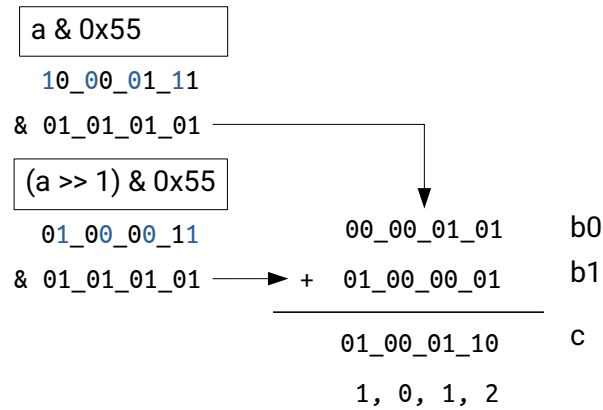 a & 0x55
10_00_01_11
& 01_01_01_01
(a >> 1) & 0x55
01_00_00_11
& 01_01_01_01
00_00_01_01 b0
+ 01_00_00_01 b1
01_00_01_10 c
1, 0, 1, 2